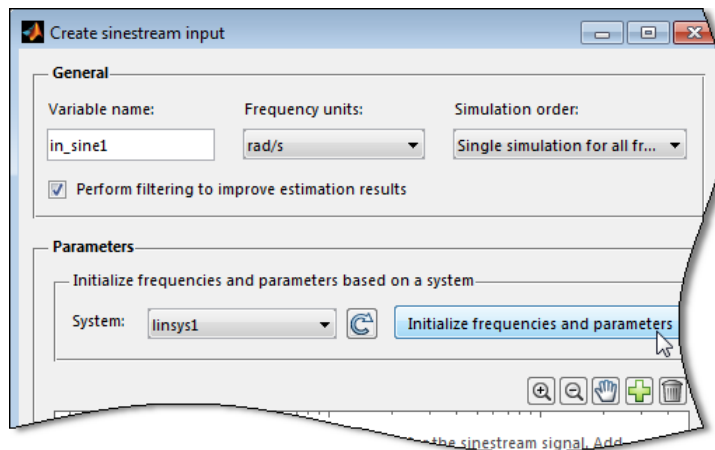 Create sinestream input
General
Variable name: Frequency units: Simulation order:
in_sine1 rad/s Single simulation for all fr...
Perform filtering to improve estimation results
Parameters
Initialize frequencies and parameters based on a system
System: linsys1 Initialize frequencies and parameters
the sinestream signal. Add